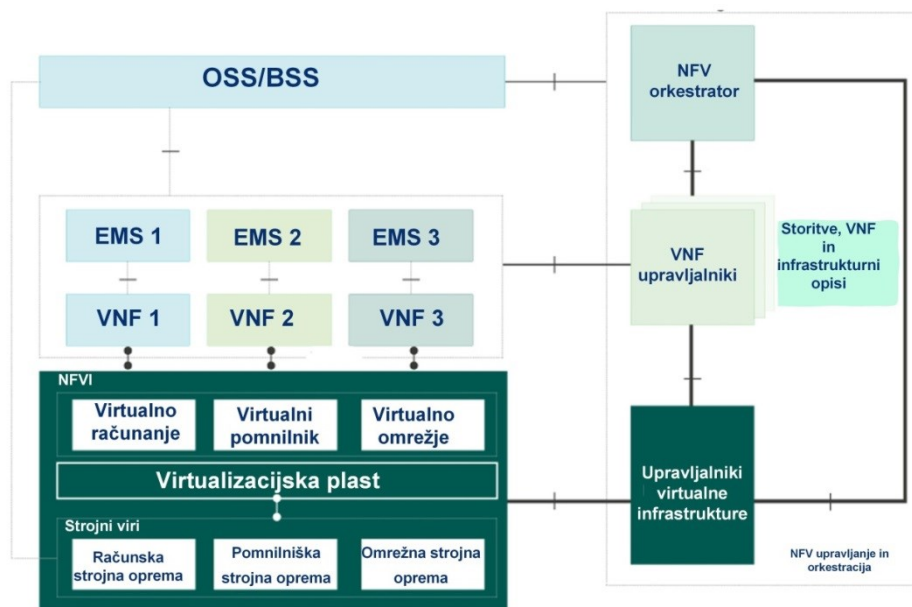 OSS/BSS
NFV
orkestrator
EMS 1
EMS 2
EMS 3
VNF
upravljalniki
Storitve, VNF
in
infrastrukturni
opisi
VNF 1
VNF 2
VNF 3
NFVI
Virtualno
računanje
Virtualni
pomnilnik
Virtualno
omrežje
Virtualizacijska plast
Upravljalniki
virtualne
infrastrukture
Strojni viri
Računska
strojna oprema
Pomnilniška
strojna oprema
Omrežna strojna
oprema
NFV upravljanje in
orkestracija